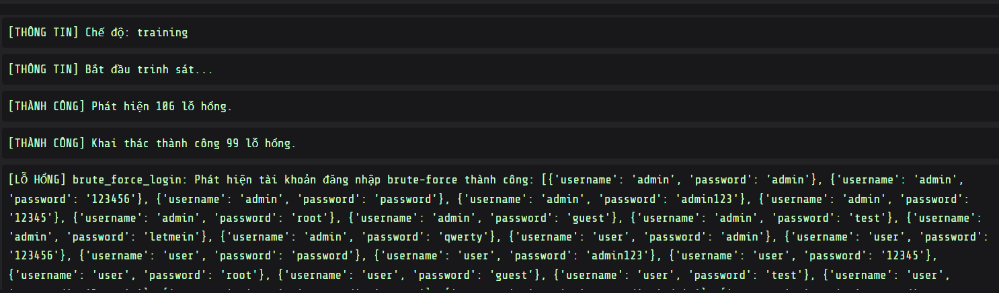 [THÔNG TIN] Chế độ: training
[THÔNG TIN] Bắt đầu trinh sát...
[THÀNH CÔNG] Phát hiện 106 lỗ hổng.
[THÀNH CÔNG] Khai thác thành công 99 lỗ hổng.
[LỖ HỔNG] brute_force_login: Phát hiện tài khoản đăng nhập brute-force thành công: [{'username': 'admin', 'password': 'admin'}, {'username': 'admin',
'password': '123456'}, {'username': 'admin', 'password': 'password'}, {'username': 'admin', 'password': 'admin123'}, {'username': 'admin', 'password':
'12345'}, {'username': 'admin', 'password': 'root'}, {'username': 'admin', 'password': 'guest'}, {'username': 'admin', 'password': 'test'}, {'username':
'admin', 'password': 'letmein'}, {'username': 'admin', 'password': 'qwerty'}, {'username': 'user', 'password': 'admin'}, {'username': 'user', 'password':
'123456'}, {'username': 'user', 'password': 'password'}, {'username': 'user', 'password': 'admin123'}, {'username': 'user', 'password': '12345'},
{'username': 'user', 'password': 'root'}, {'username': 'user', 'password': 'guest'}, {'username': 'user', 'password': 'test'}, {'username': 'user',